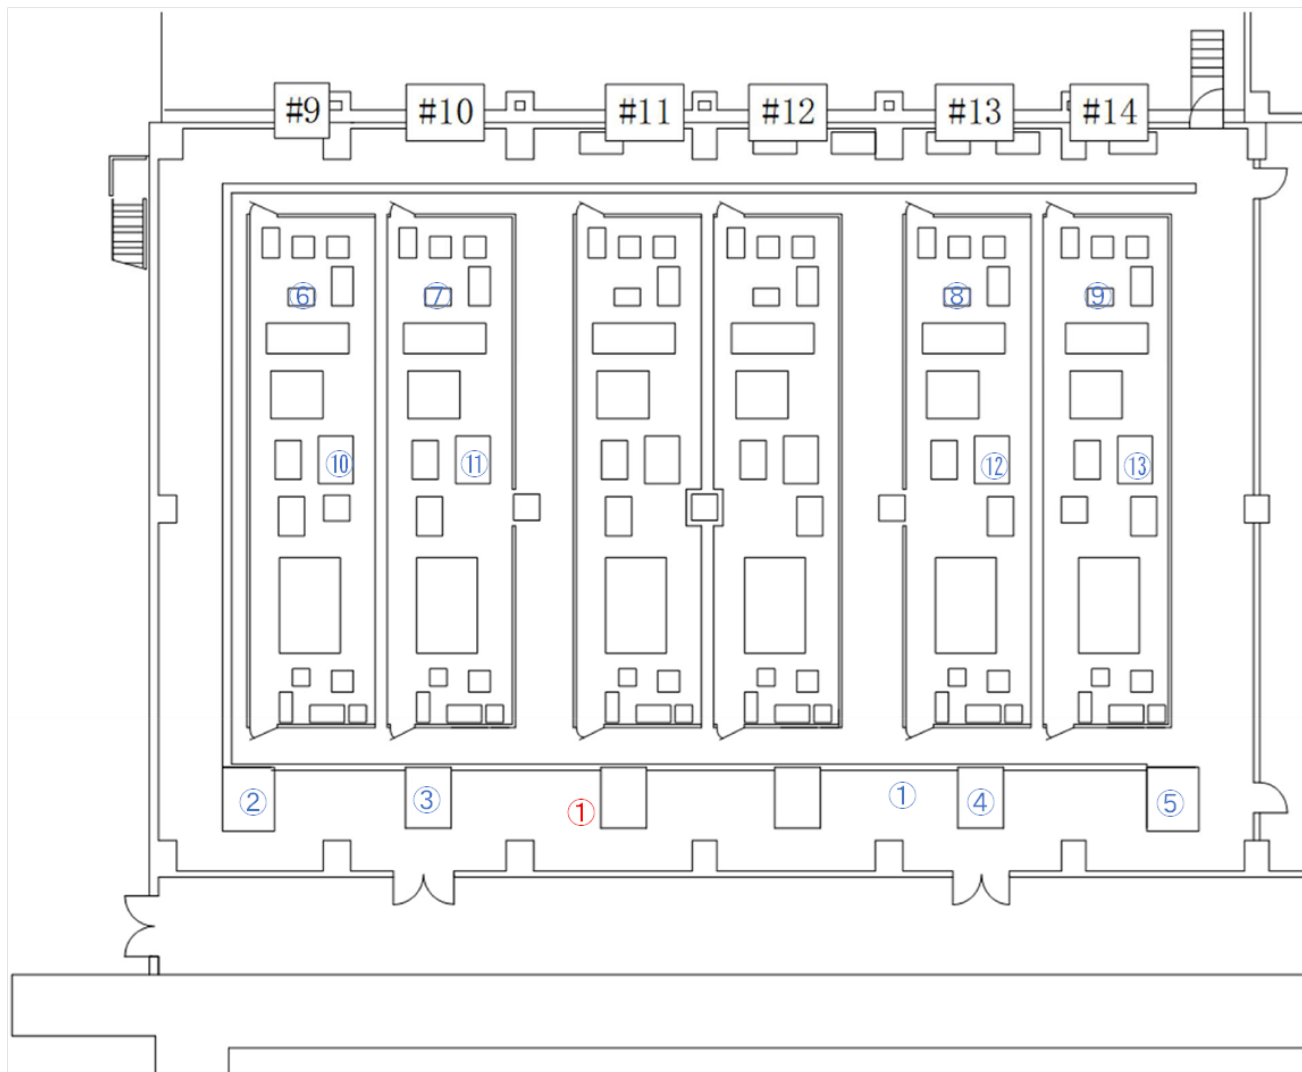 #9 #10 #11 #12 #13 #14
⑥ ⑦ ⑧ ⑨
⑩ ⑪ ⑫ ⑬
② ③ ① ① ④ ⑤